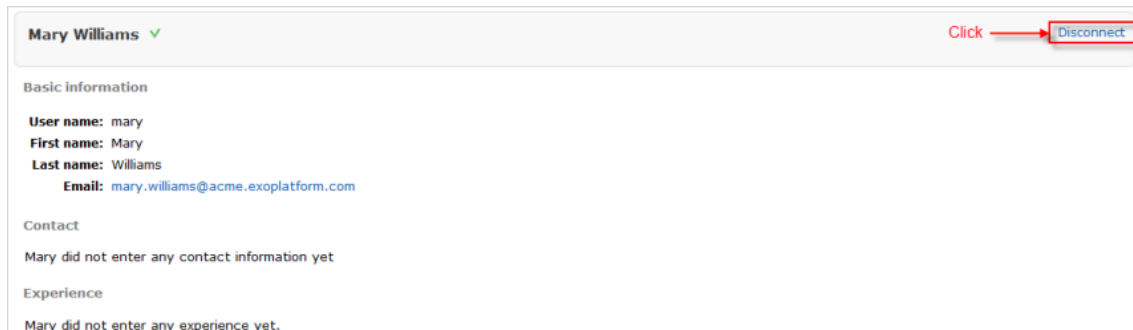 Mary Williams Click Disconnect
Basic information
User name: mary
First name: Mary
Last name: Williams
Email: mary.williams@acme.exoplatform.com
Contact
Mary did not enter any contact information yet
Experience
Mary did not enter any experience yet.